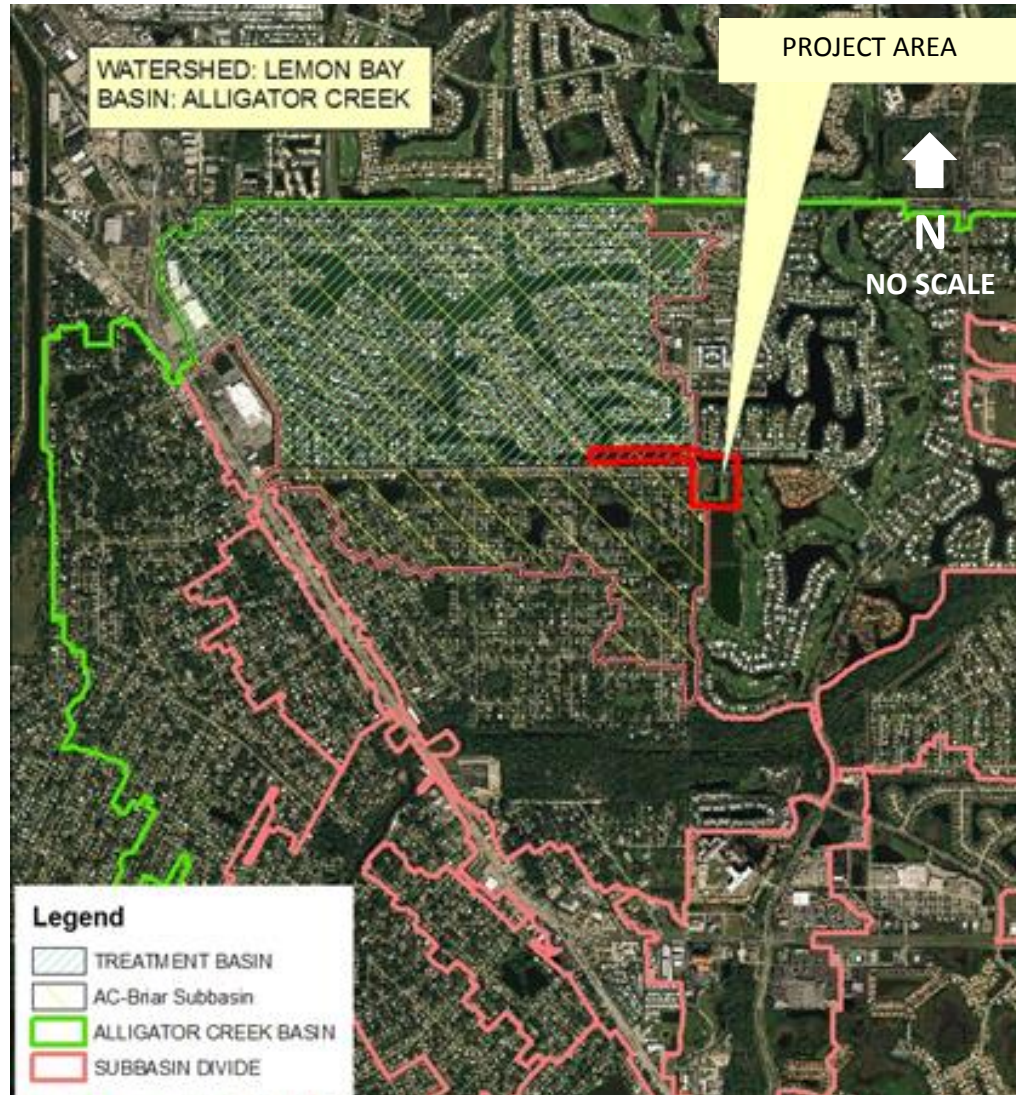 WATERSHED: LEMON BAY
BASIN: ALLIGATOR CREEK
PROJECT AREA
N
NO SCALE
Legend
TREATMENT BASIN
AC-Briar Subbasin
ALLIGATOR CREEK BASIN
SUBBASIN DIVIDE